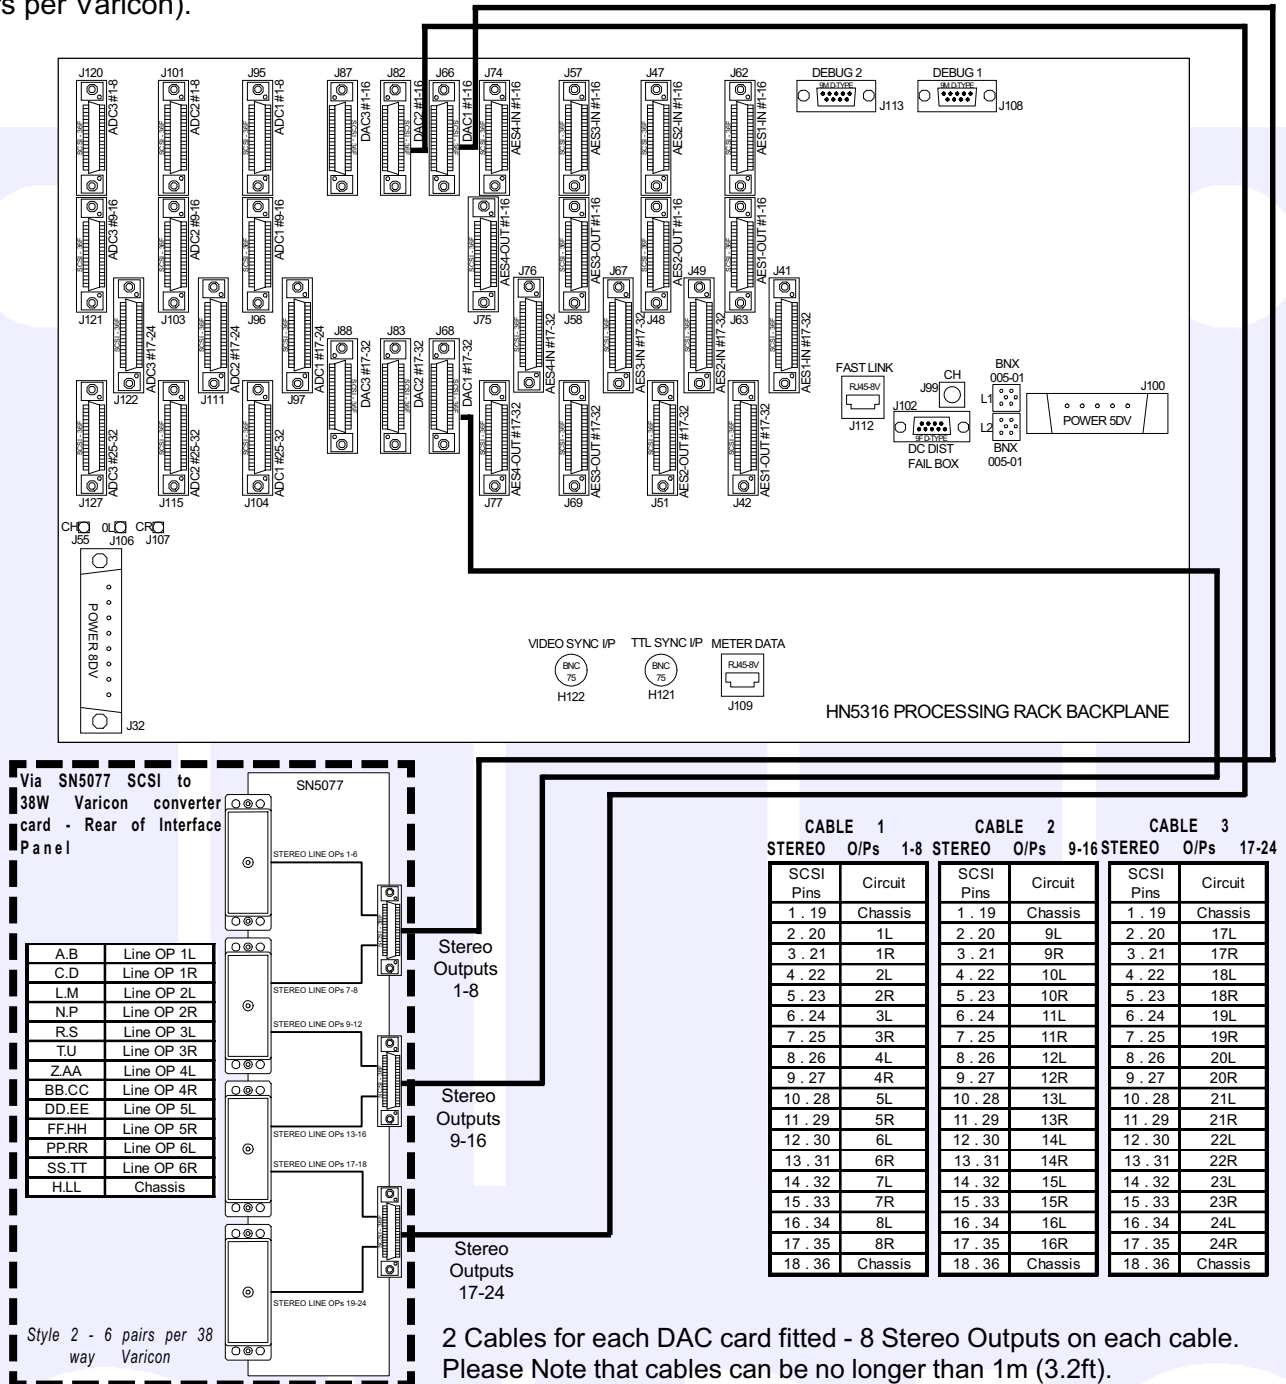 s per Varicon).
J120
J101
J95
J87
J82
J66
J74
J57
J47
J62
DEBUG 2
DEBUG 1
9M D-TYPE
9M D-TYPE
J113
J108
SCSI - 36F
ADC3 #1-8
ADC2 #1-8
ADC1 #1-8
DAC3 #1-16
DAC2 #1-16
DAC1 #1-16
AES4-IN #1-16
AES3-IN #1-16
AES2-IN #1-16
AES1-IN #1-16
ADC3 #9-16
ADC2 #9-16
ADC1 #9-16
AES4-OUT #1-16
AES3-OUT #1-16
AES2-OUT #1-16
AES1-OUT #1-16
J76
J67
J49
J41
J121
J103
J96
J75
J58
J48
J63
J88
J83
J68
ADC3 #17-24
ADC2 #17-24
ADC1 #17-24
DAC3 #17-32
DAC2 #17-32
DAC1 #17-32
AES4-IN #17-32
AES3-IN #17-32
AES2-IN #17-32
AES1-IN #17-32
J122
J111
J97
FAST LINK
RJ45-8V
J112
J99
CH
BNX
005-01
L1
J102
9F D-TYPE
DC DIST
FAIL BOX
L2
BNX
005-01
J100
POWER 5DV
ADC3 #25-32
ADC2 #25-32
ADC1 #25-32
AES4-OUT #17-32
AES3-OUT #17-32
AES2-OUT #17-32
AES1-OUT #17-32
J127
J115
J104
J77
J69
J51
J42
CH
0L
CR
J55
J106
J107
POWER 8DV
J32
VIDEO SYNC I/P
TTL SYNC I/P
METER DATA
BNC
75
BNC
75
RJ45-8V
H122
H121
J109
HN5316 PROCESSING RACK BACKPLANE
Via SN5077 SCSI to
38W Varicon converter
card - Rear of Interface
Panel
SN5077
STEREO LINE OPs 1-6
STEREO LINE OPs 7-8
STEREO LINE OPs 9-12
STEREO LINE OPs 13-16
STEREO LINE OPs 17-18
STEREO LINE OPs 19-24
SCSI - 36F
SCSI - 36F
SCSI - 36F
Stereo
Outputs
1-8
Stereo
Outputs
9-16
Stereo
Outputs
17-24
A.B Line OP 1L
C.D Line OP 1R
L.M Line OP 2L
N.P Line OP 2R
R.S Line OP 3L
T.U Line OP 3R
Z.AA Line OP 4L
BB.CC Line OP 4R
DD.EE Line OP 5L
FF.HH Line OP 5R
PP.RR Line OP 6L
SS.TT Line OP 6R
H.LL Chassis
Style 2 - 6 pairs per 38
way Varicon
CABLE 1
STEREO O/Ps 1-8
SCSI Pins Circuit
1 . 19 Chassis
2 . 20 1L
3 . 21 1R
4 . 22 2L
5 . 23 2R
6 . 24 3L
7 . 25 3R
8 . 26 4L
9 . 27 4R
10 . 28 5L
11 . 29 5R
12 . 30 6L
13 . 31 6R
14 . 32 7L
15 . 33 7R
16 . 34 8L
17 . 35 8R
18 . 36 Chassis
CABLE 2
STEREO O/Ps 9-16
SCSI Pins Circuit
1 . 19 Chassis
2 . 20 9L
3 . 21 9R
4 . 22 10L
5 . 23 10R
6 . 24 11L
7 . 25 11R
8 . 26 12L
9 . 27 12R
10 . 28 13L
11 . 29 13R
12 . 30 14L
13 . 31 14R
14 . 32 15L
15 . 33 15R
16 . 34 16L
17 . 35 16R
18 . 36 Chassis
CABLE 3
STEREO O/Ps 17-24
SCSI Pins Circuit
1 . 19 Chassis
2 . 20 17L
3 . 21 17R
4 . 22 18L
5 . 23 18R
6 . 24 19L
7 . 25 19R
8 . 26 20L
9 . 27 20R
10 . 28 21L
11 . 29 21R
12 . 30 22L
13 . 31 22R
14 . 32 23L
15 . 33 23R
16 . 34 24L
17 . 35 24R
18 . 36 Chassis
2 Cables for each DAC card fitted - 8 Stereo Outputs on each cable.
Please Note that cables can be no longer than 1m (3.2ft).